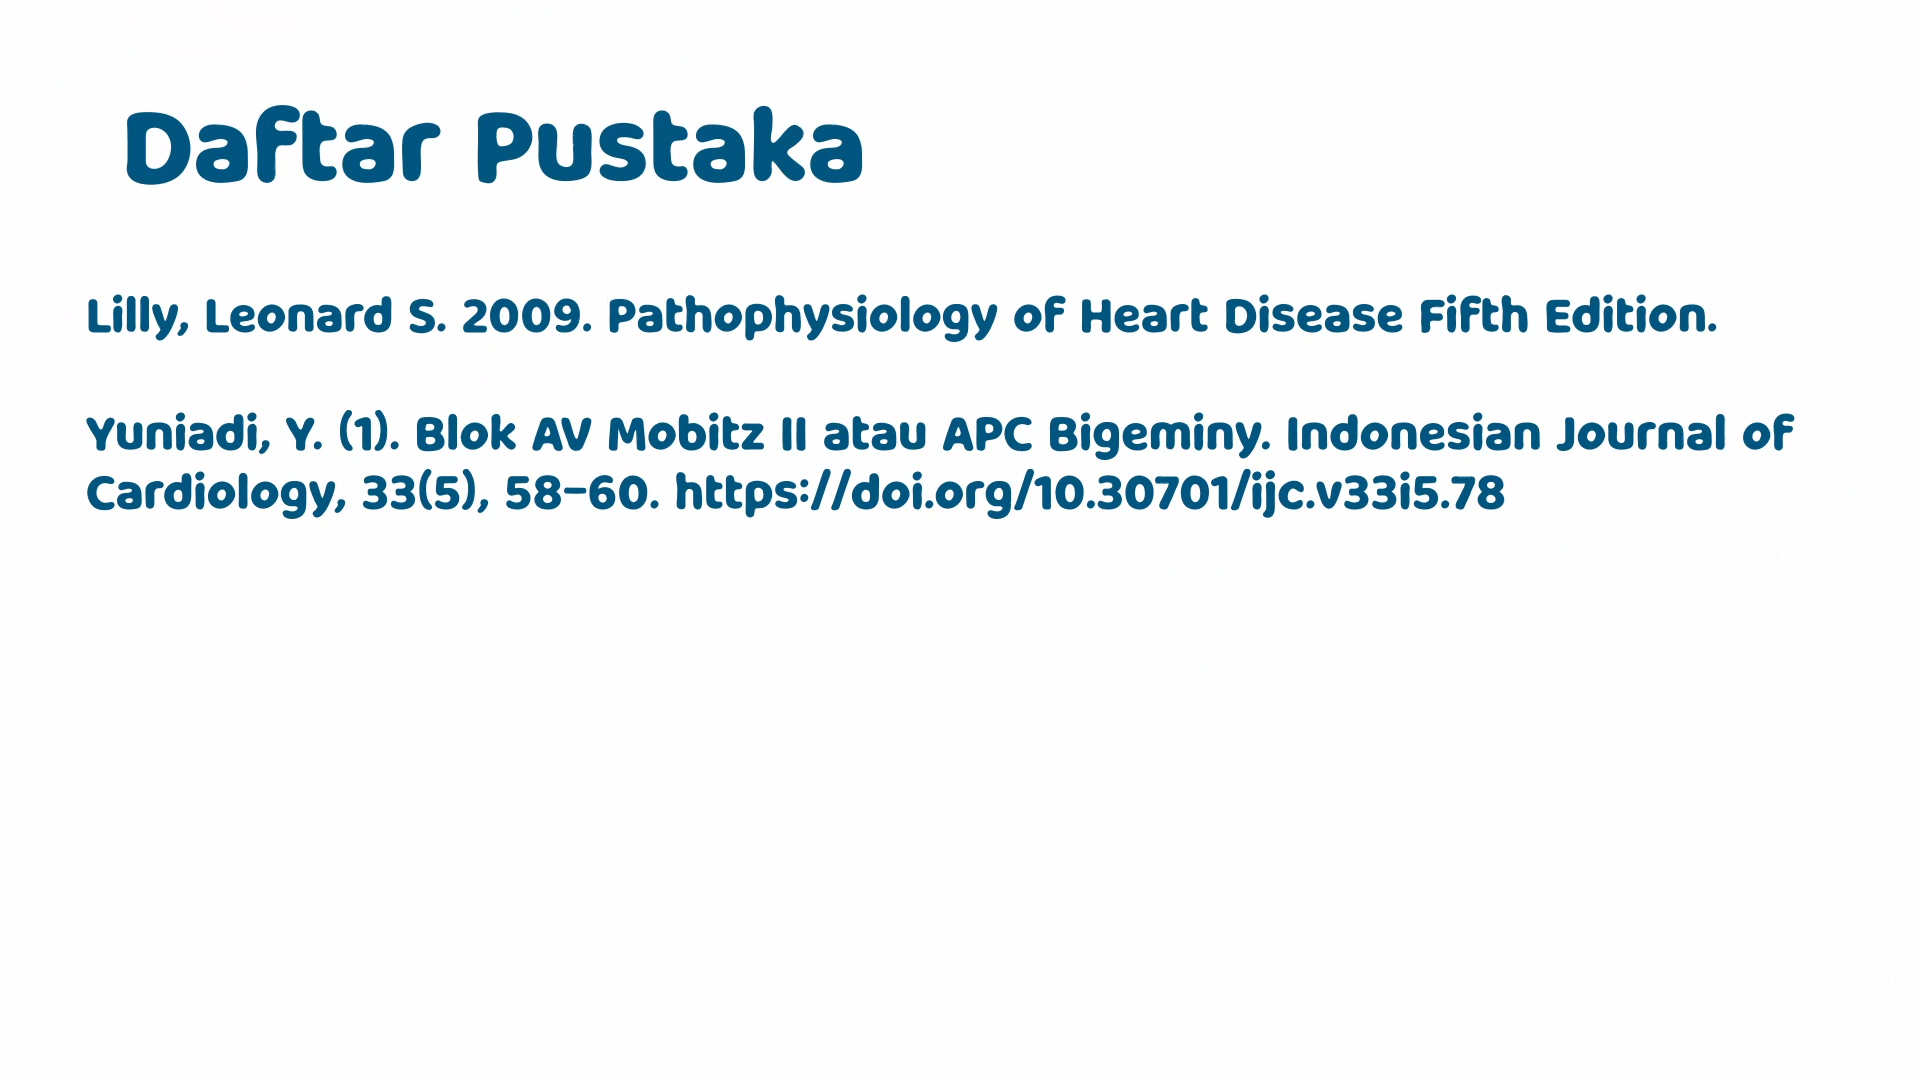 Daftar Pustaka
Lilly, Leonard S. 2009. Pathophysiology of Heart Disease Fifth Edition.
Yuniadi, Y. (1). Blok AV Mobitz II atau APC Bigeminy. Indonesian Journal of
Cardiology, 33(5), 58–60. https://doi.org/10.30701/ijc.v33i5.78